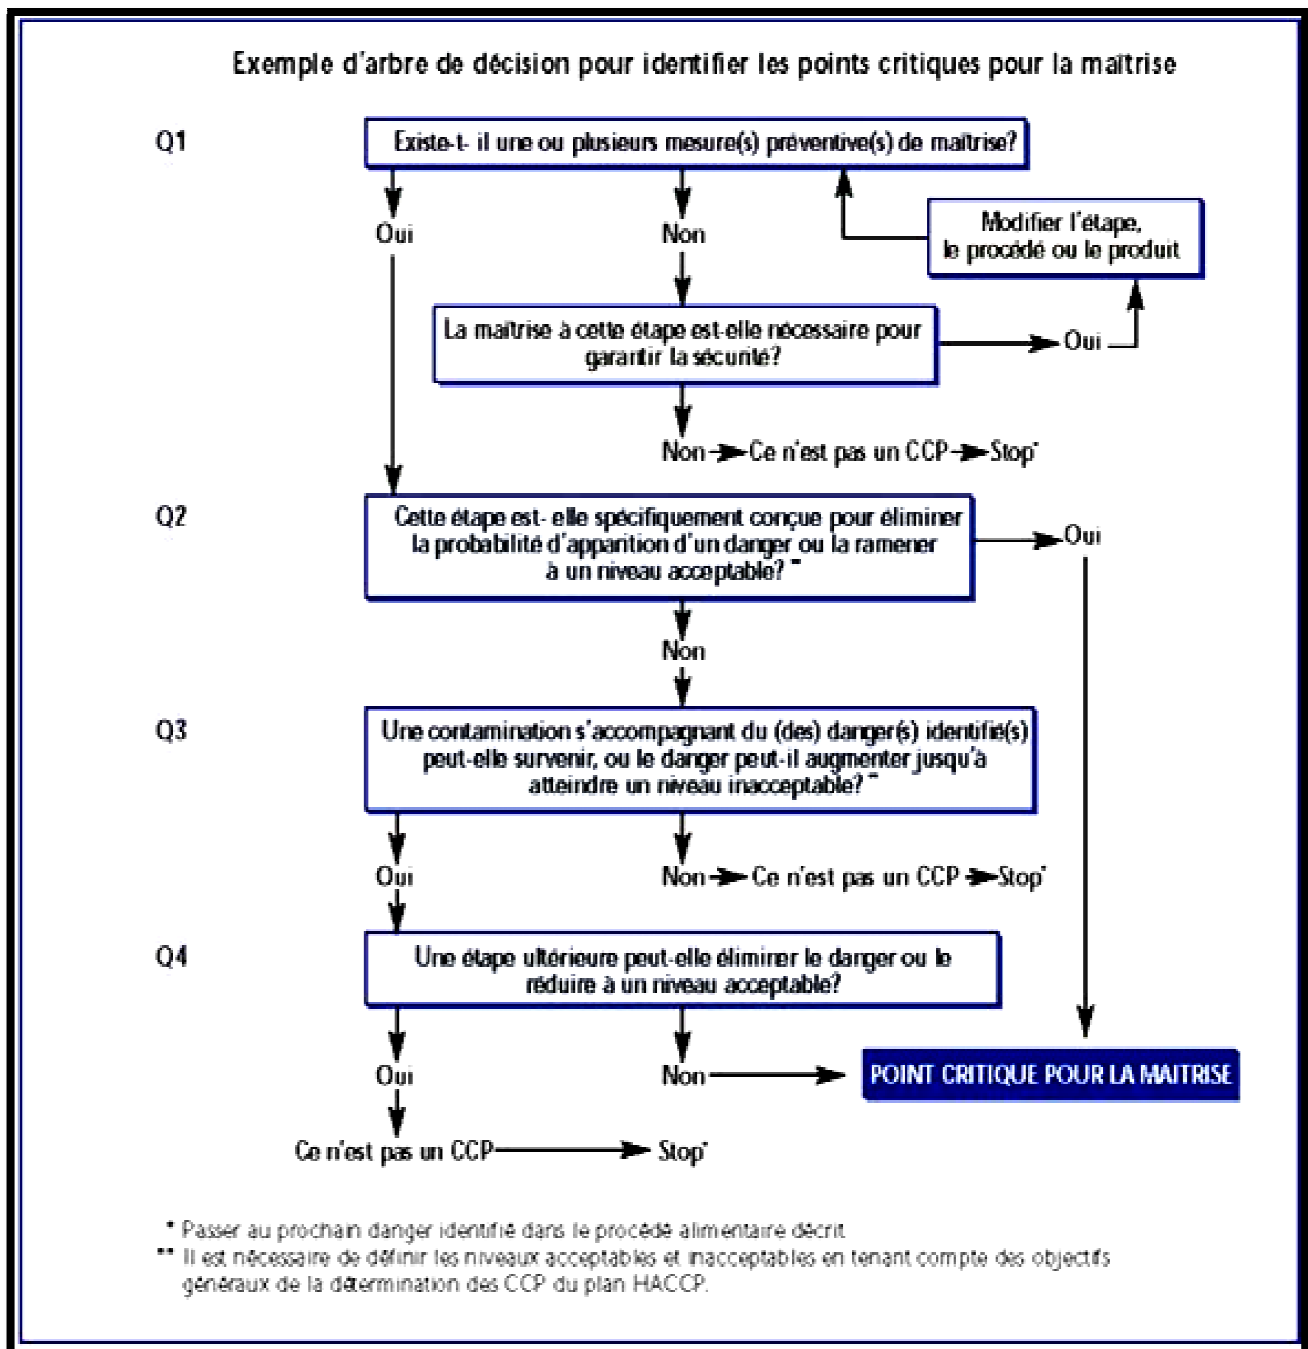 Exemple d'arbre de décision pour identifier les points critiques pour la maîtrise
Q1
Existe-t- il une ou plusieurs mesure(s) préventive(s) de maîtrise?
Oui
Non
Modifier l'étape,
le procédé ou le produit
La maîtrise à cette étape est-elle nécessaire pour
garantir la sécurité?
Oui
Non
Ce n'est pas un CCP
Stop*
Q2
Cette étape est- elle spécifiquement conçue pour éliminer
la probabilité d'apparition d'un danger ou la ramener
à un niveau acceptable? **
Oui
Non
Q3
Une contamination s'accompagnant du (des) danger(s) identifié(s)
peut-elle survenir, ou le danger peut-il augmenter jusqu'à
atteindre un niveau inacceptable? **
Oui
Non
Ce n'est pas un CCP
Stop*
Q4
Une étape ultérieure peut-elle éliminer le danger ou le
réduire à un niveau acceptable?
Oui
Non
POINT CRITIQUE POUR LA MAITRISE
Ce n'est pas un CCP
Stop*
* Passer au prochain danger identifié dans le procédé alimentaire décrit
** Il est nécessaire de définir les niveaux acceptables et inacceptables en tenant compte des objectifs
généraux de la détermination des CCP du plan HACCP.